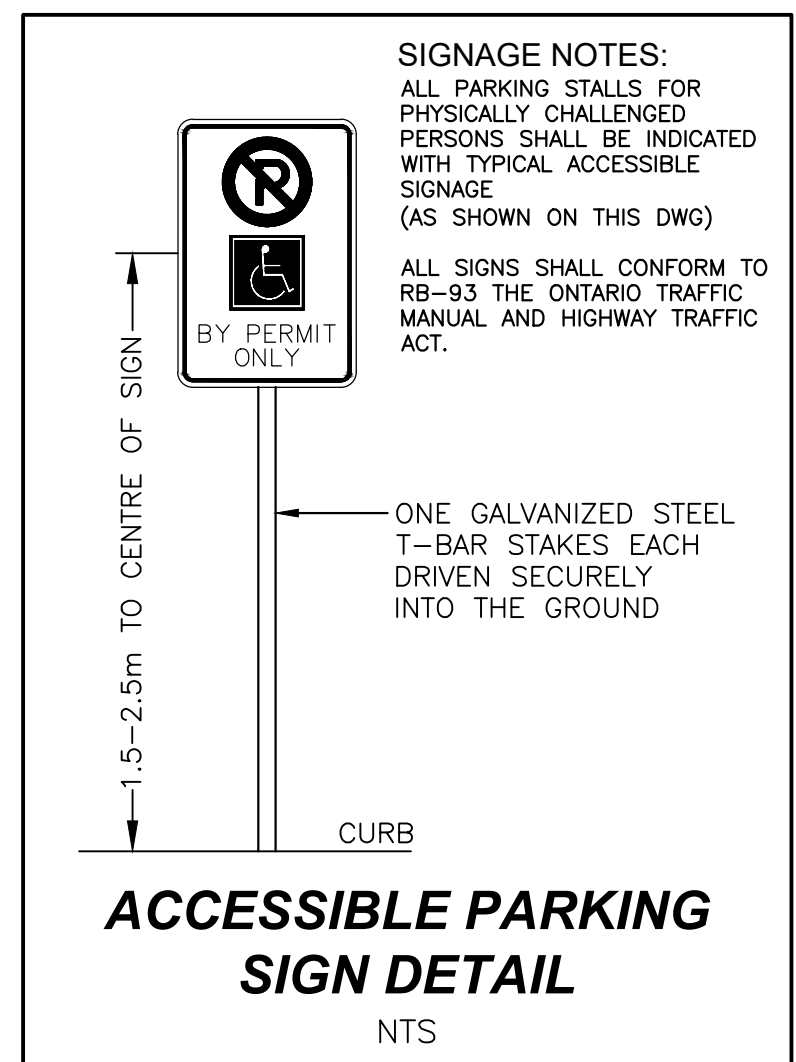 SIGNAGE NOTES:
ALL PARKING STALLS FOR
PHYSICALLY CHALLENGED
PERSONS SHALL BE INDICATED
WITH TYPICAL ACCESSIBLE
SIGNAGE
(AS SHOWN ON THIS DWG)
ALL SIGNS SHALL CONFORM TO
RB-93 THE ONTARIO TRAFFIC
MANUAL AND HIGHWAY TRAFFIC
ACT.
P
BY PERMIT
ONLY
1.5-2.5m TO CENTRE OF SIGN
ONE GALVANIZED STEEL
T-BAR STAKES EACH
DRIVEN SECURELY
INTO THE GROUND
CURB
ACCESSIBLE PARKING
SIGN DETAIL
NTS